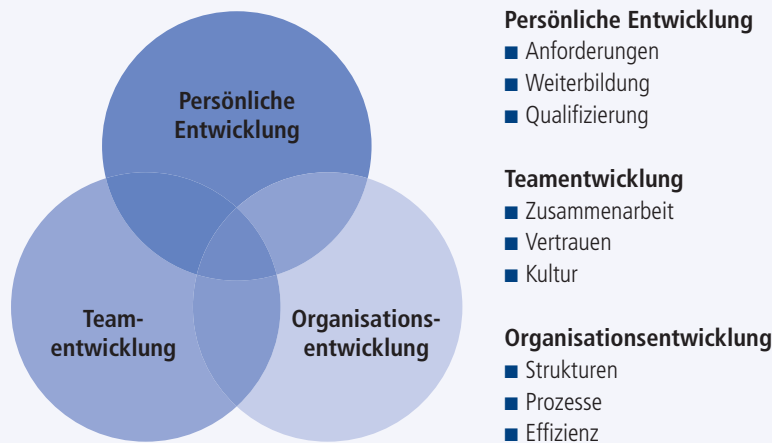 Persönliche
Entwicklung
Team-
entwicklung
Organisations-
entwicklung
Persönliche Entwicklung
■ Anforderungen
■ Weiterbildung
■ Qualifizierung
Teamentwicklung
■ Zusammenarbeit
■ Vertrauen
■ Kultur
Organisationsentwicklung
■ Strukturen
■ Prozesse
■ Effizienz